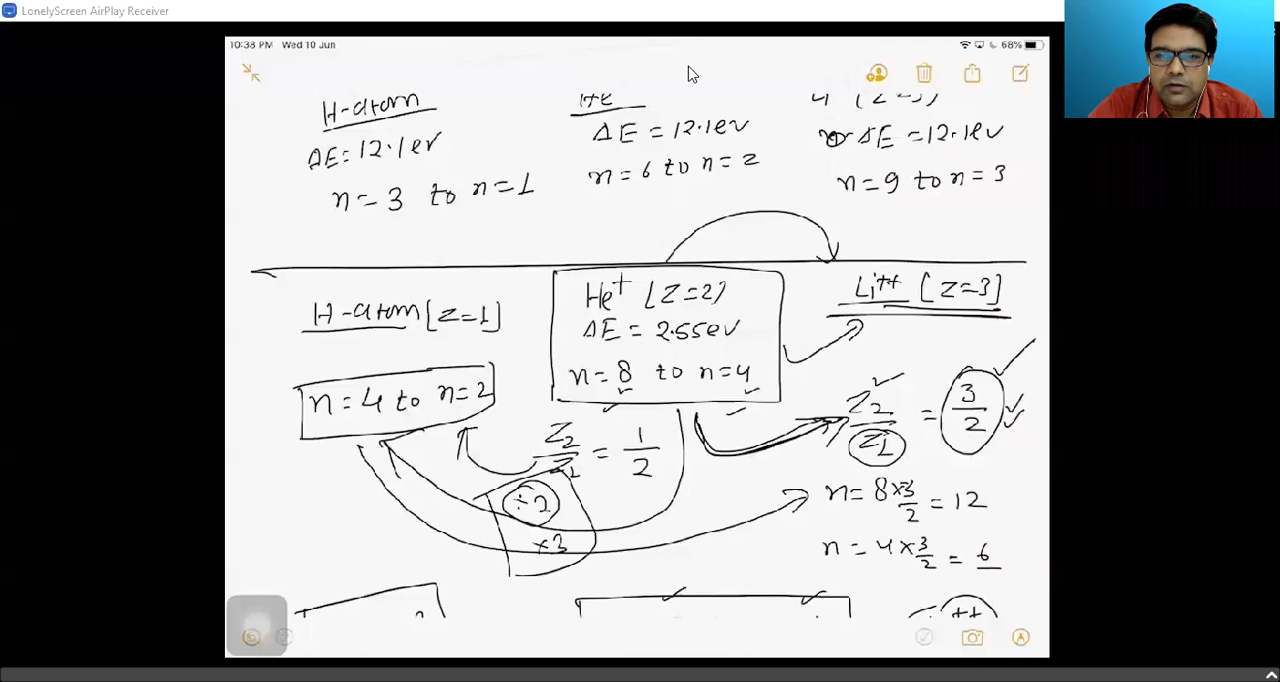 LonelyScreen AirPlay Receiver
10:38 PM Wed 10 Jun
68%
H-atom
ΔE = 12.1 ev
n = 3 to n = 1
ΔE = 12.1 ev
n = 6 to n = 2
ΔE = 12.1 ev
n = 9 to n = 3
H-atom [Z=1]
n = 4 to n = 2
He⁺ [Z=2]
ΔE = 2.55 ev
n = 8 to n = 4
Z₂/Z₁ = 1/2
÷2
×3
Li⁺⁺ [Z=3]
Z₂/Z₁ = 3/2
n = 8×3/2 = 12
n = 4×3/2 = 6
++